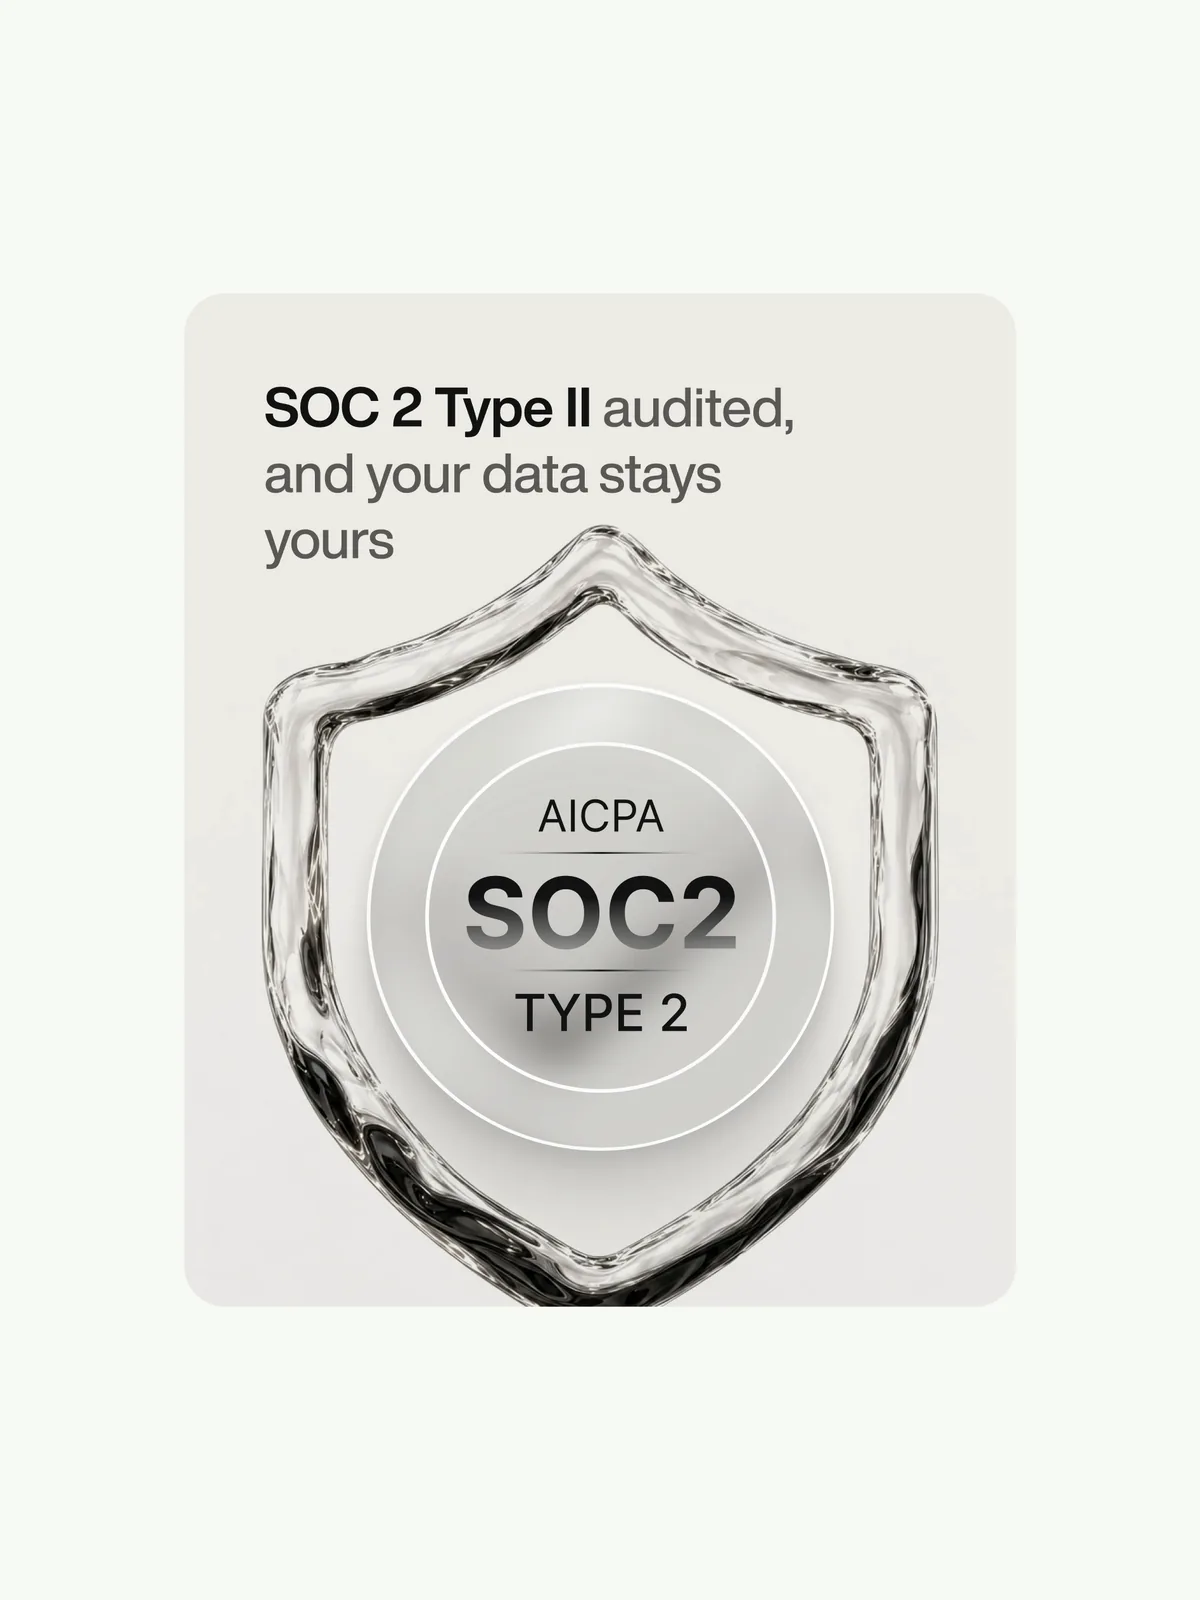 SOC 2 Type II audited,
and your data stays
yours
AICPA
SOC2
TYPE 2